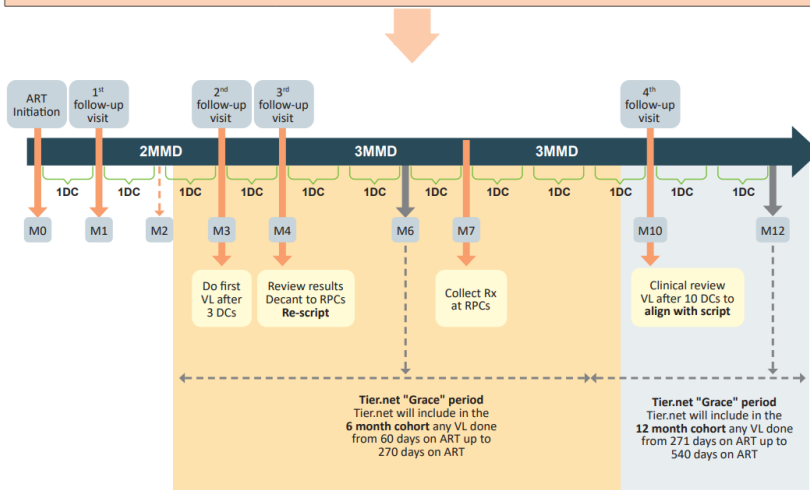 ART
Initiation
1st
follow-up
visit
2nd
follow-up
visit
3rd
follow-up
visit
4th
follow-up
visit
2MMD
3MMD
3MMD
1DC
1DC
1DC
1DC
1DC
1DC
1DC
1DC
1DC
1DC
1DC
1DC
M0
M1
M2
M3
M4
M6
M7
M10
M12
Do first
VL after
3 DCs
Review results
Decant to RPCs
Re-script
Collect Rx
at RPCs
Clinical review
VL after 10 DCs to
align with script
Tier.net "Grace" period
Tier.net will include in the
6 month cohort any VL done
from 60 days on ART up to
270 days on ART
Tier.net "Grace" period
Tier.net will include in the
12 month cohort any VL done
from 271 days on ART up to
540 days on ART